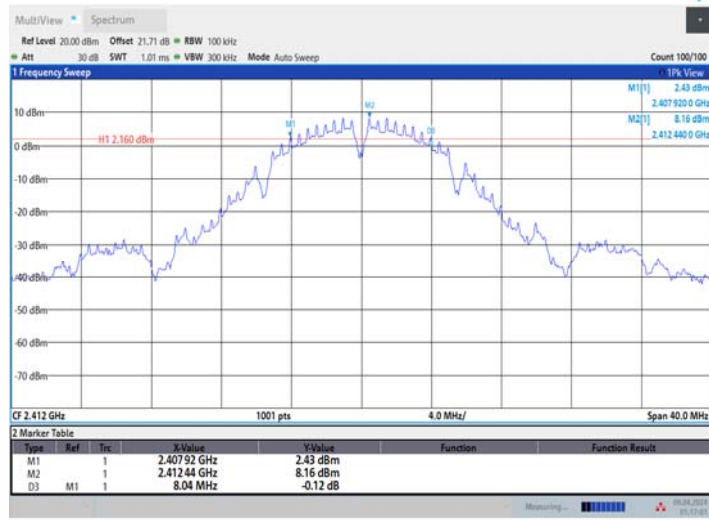 MultiView Spectrum
Ref Level 20.00 dBm Offset 21.71 dB RBW 100 kHz
Att 30 dB SWT 1.01 ms VBW 300 kHz Mode Auto Sweep Count 100/100
1 Frequency Sweep 1Pk View
M1[1] 2.43 dBm
2.407 920 0 GHz
M2[1] 8.16 dBm
2.412 440 0 GHz
10 dBm
M2
M1
D3
H1 2.160 dBm
0 dBm
-10 dBm
-20 dBm
-30 dBm
-40 dBm
-50 dBm
-60 dBm
-70 dBm
CF 2.412 GHz 1001 pts 4.0 MHz/ Span 40.0 MHz
2 Marker Table
Type Ref Trc X-Value Y-Value Function Function Result
M1 1 2.40792 GHz 2.43 dBm
M2 1 2.41244 GHz 8.16 dBm
D3 M1 1 8.04 MHz -0.12 dB
Measuring...